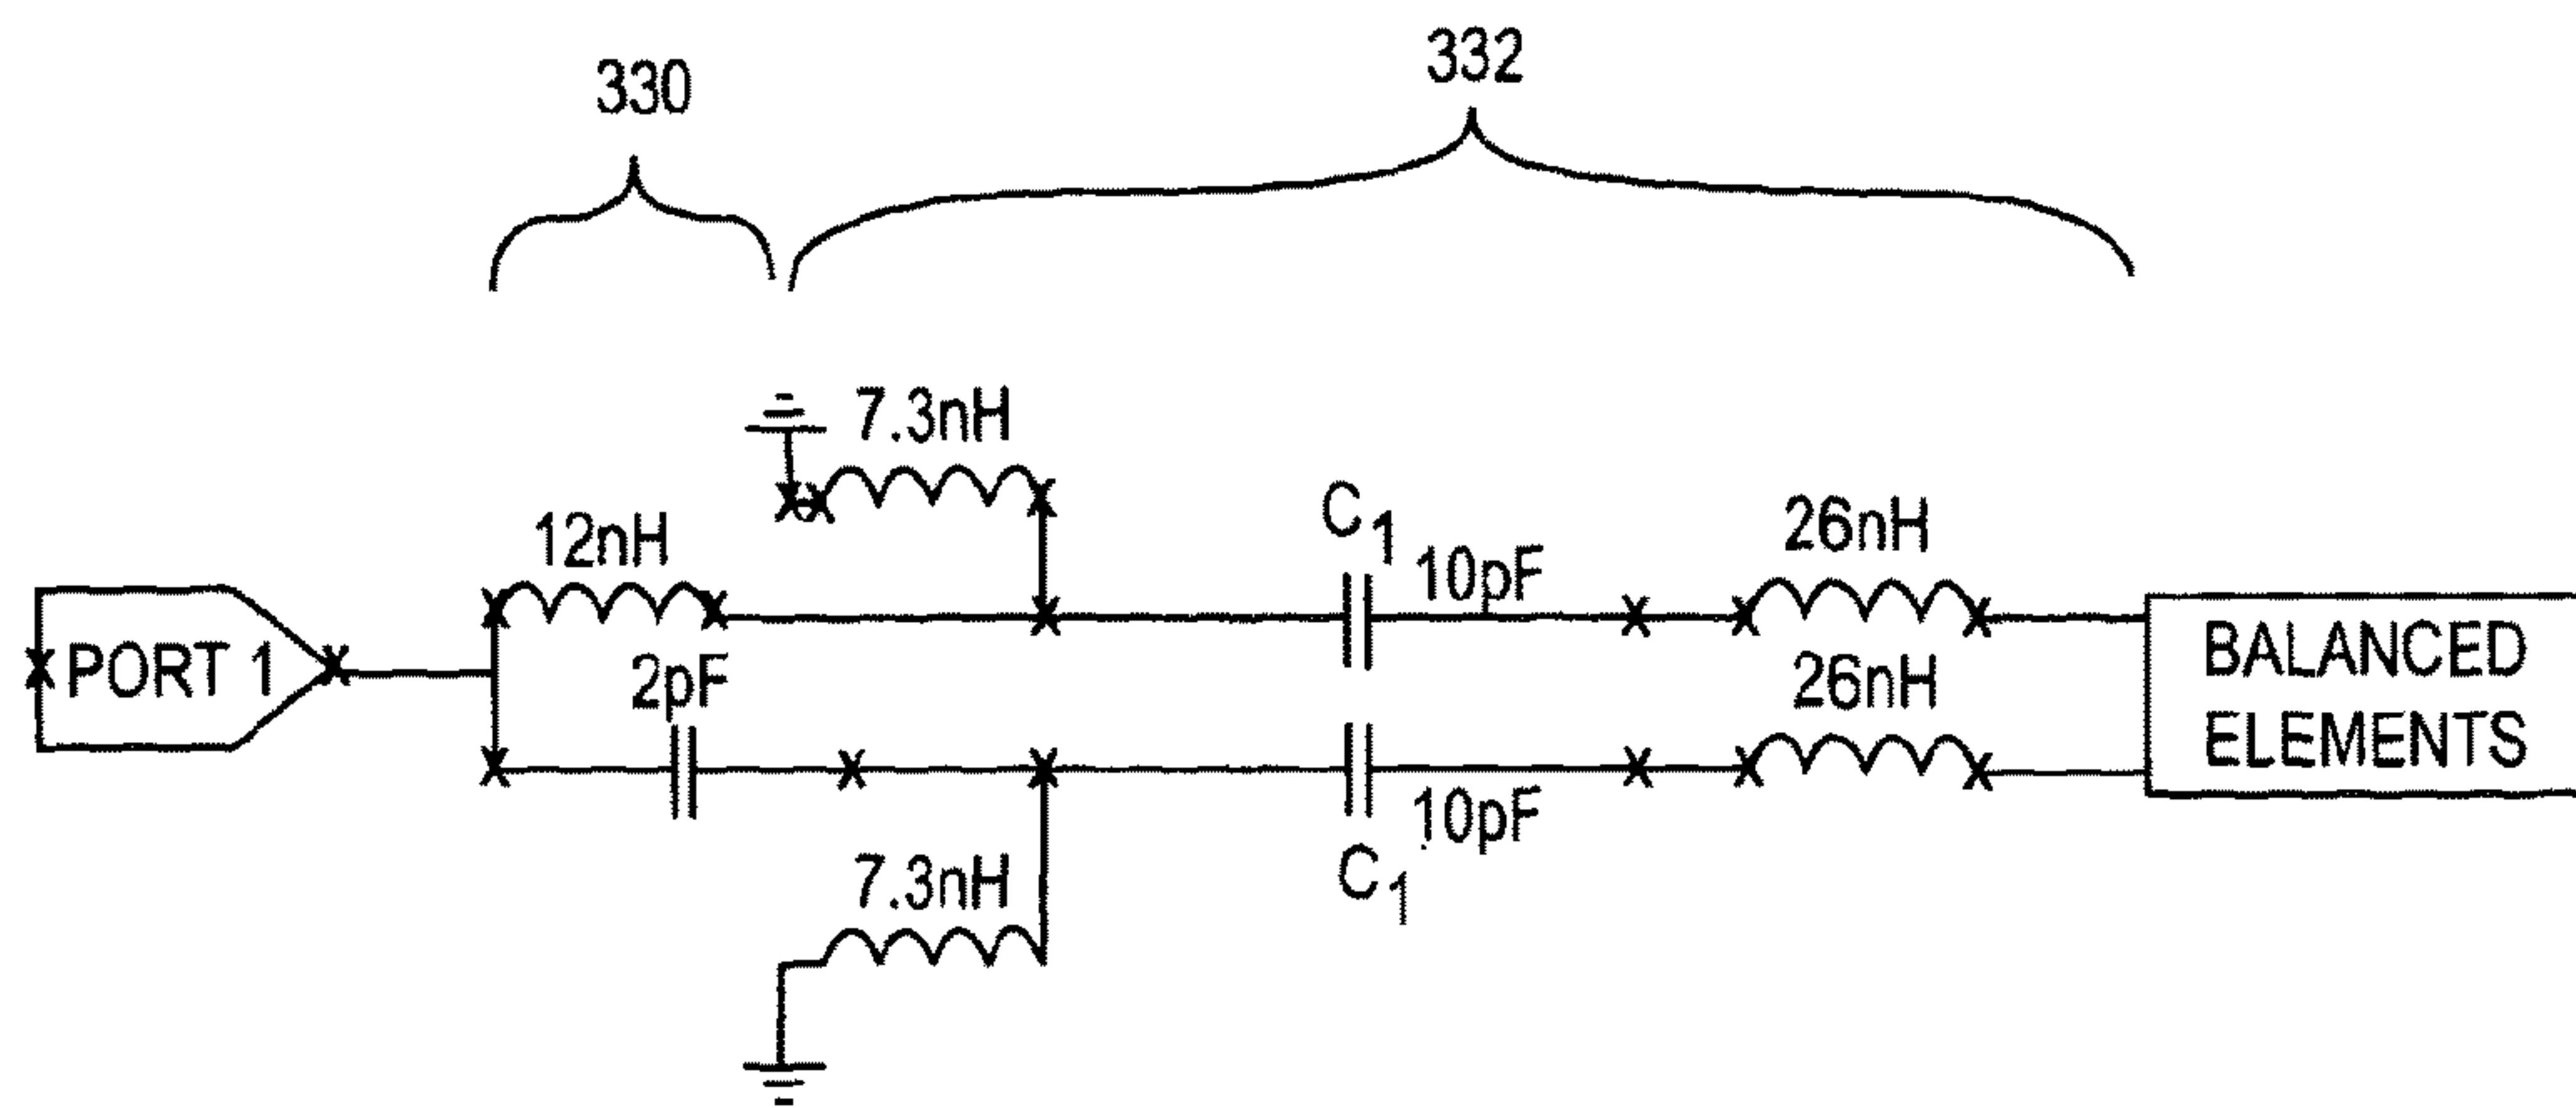 330
332
7.3nH
12nH
C1
10pF
26nH
PORT 1
2pF
26nH
BALANCED
ELEMENTS
7.3nH
10pF
C1